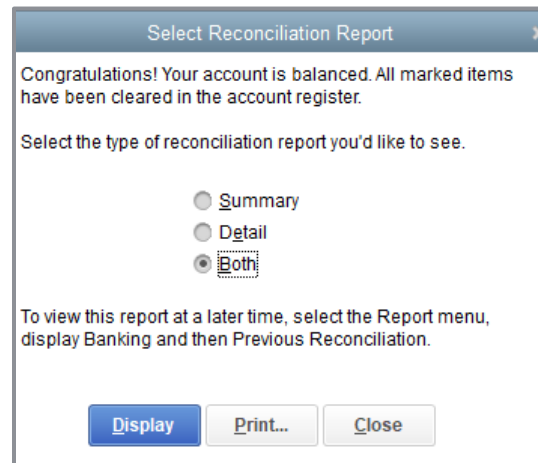 Select Reconciliation Report
Congratulations! Your account is balanced. All marked items
have been cleared in the account register.
Select the type of reconciliation report you'd like to see.
Summary
Detail
Both
To view this report at a later time, select the Report menu,
display Banking and then Previous Reconciliation.
Display Print... Close